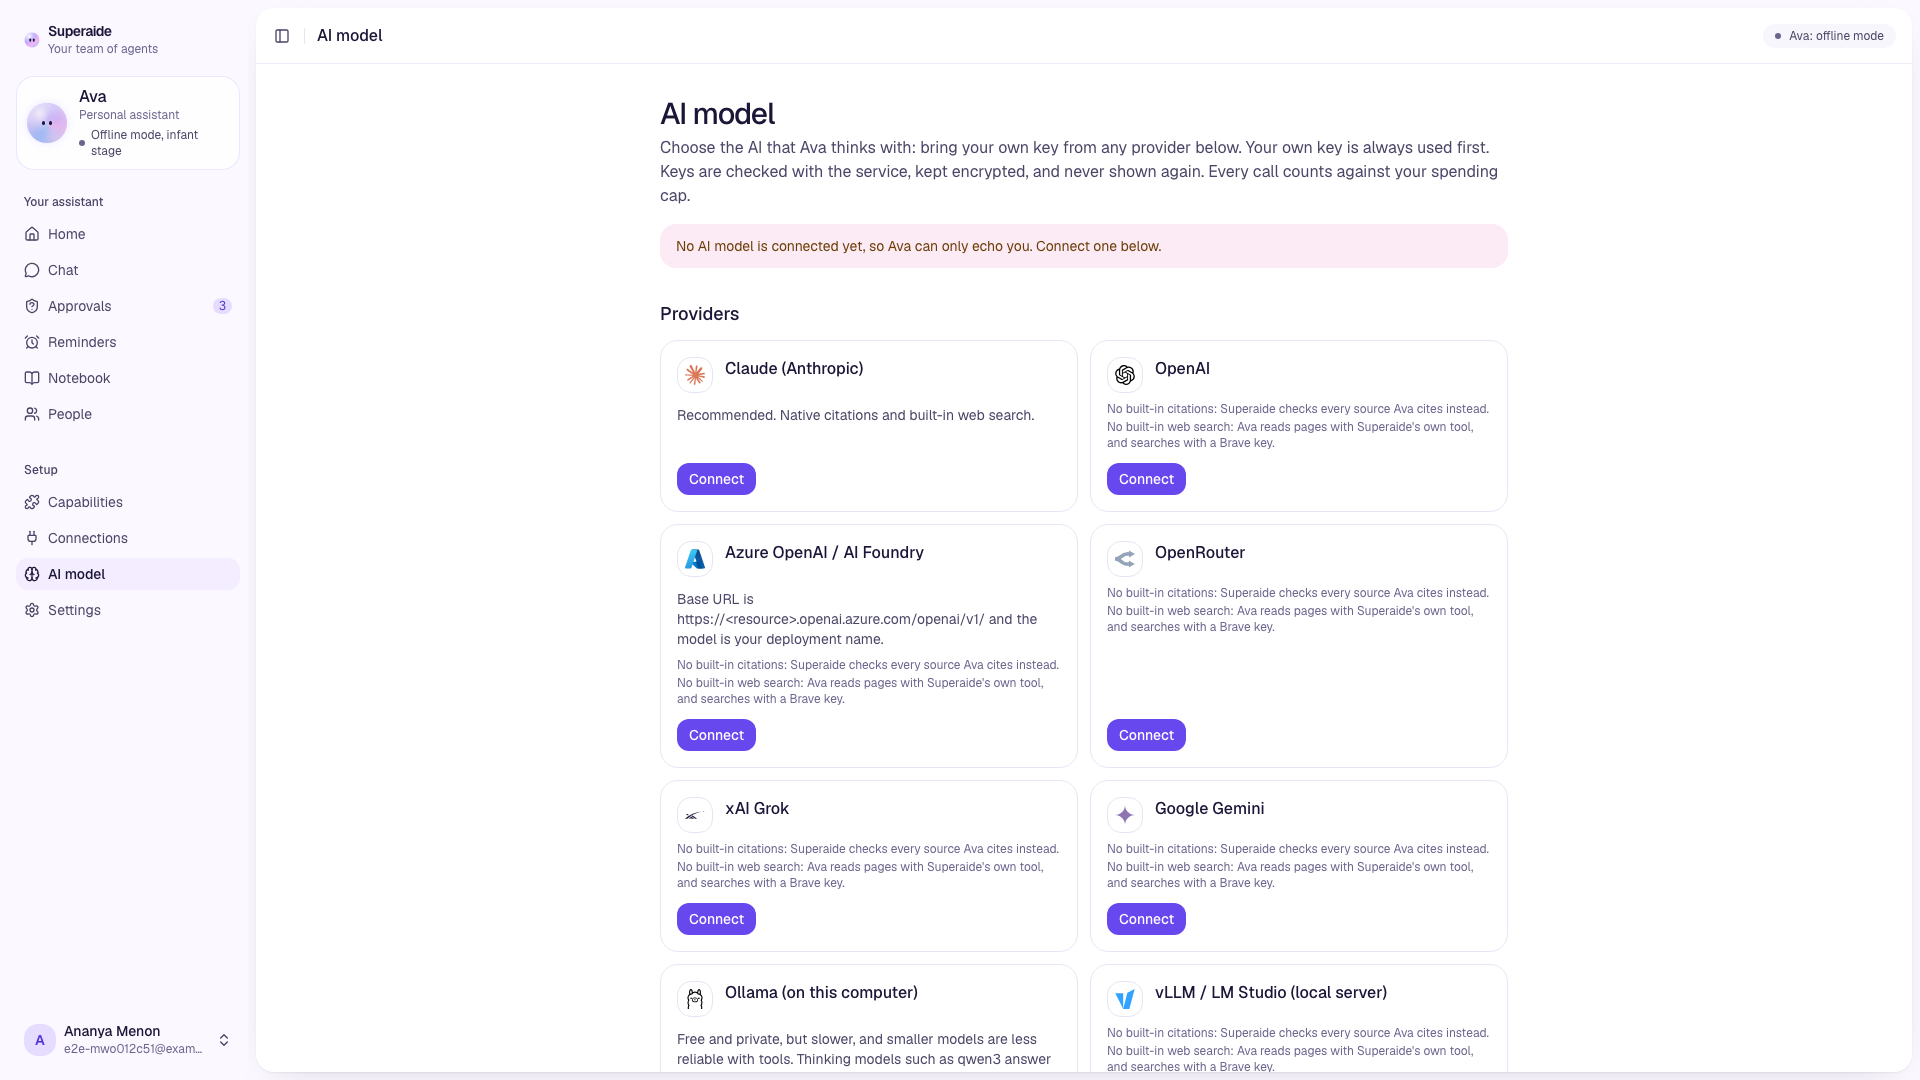 Superaide
Your team of agents
Ava
Personal assistant
Offline mode, infant
stage
Your assistant
Home
Chat
Approvals
3
Reminders
Notebook
People
Setup
Capabilities
Connections
AI model
Settings
A
Ananya Menon
e2e-mwo012c51@exam...
AI model
Ava: offline mode
AI model
Choose the AI that Ava thinks with: bring your own key from any provider below. Your own key is always used first.
Keys are checked with the service, kept encrypted, and never shown again. Every call counts against your spending
cap.
No AI model is connected yet, so Ava can only echo you. Connect one below.
Providers
Claude (Anthropic)
Recommended. Native citations and built-in web search.
Connect
OpenAI
No built-in citations: Superaide checks every source Ava cites instead.
No built-in web search: Ava reads pages with Superaide's own tool,
and searches with a Brave key.
Connect
Azure OpenAI / AI Foundry
Base URL is
https://<resource>.openai.azure.com/openai/v1/ and the
model is your deployment name.
No built-in citations: Superaide checks every source Ava cites instead.
No built-in web search: Ava reads pages with Superaide's own tool,
and searches with a Brave key.
Connect
OpenRouter
No built-in citations: Superaide checks every source Ava cites instead.
No built-in web search: Ava reads pages with Superaide's own tool,
and searches with a Brave key.
Connect
xAI Grok
No built-in citations: Superaide checks every source Ava cites instead.
No built-in web search: Ava reads pages with Superaide's own tool,
and searches with a Brave key.
Connect
Google Gemini
No built-in citations: Superaide checks every source Ava cites instead.
No built-in web search: Ava reads pages with Superaide's own tool,
and searches with a Brave key.
Connect
Ollama (on this computer)
Free and private, but slower, and smaller models are less
reliable with tools. Thinking models such as qwen3 answer
vLLM / LM Studio (local server)
No built-in citations: Superaide checks every source Ava cites instead.
No built-in web search: Ava reads pages with Superaide's own tool,
and searches with a Brave key.